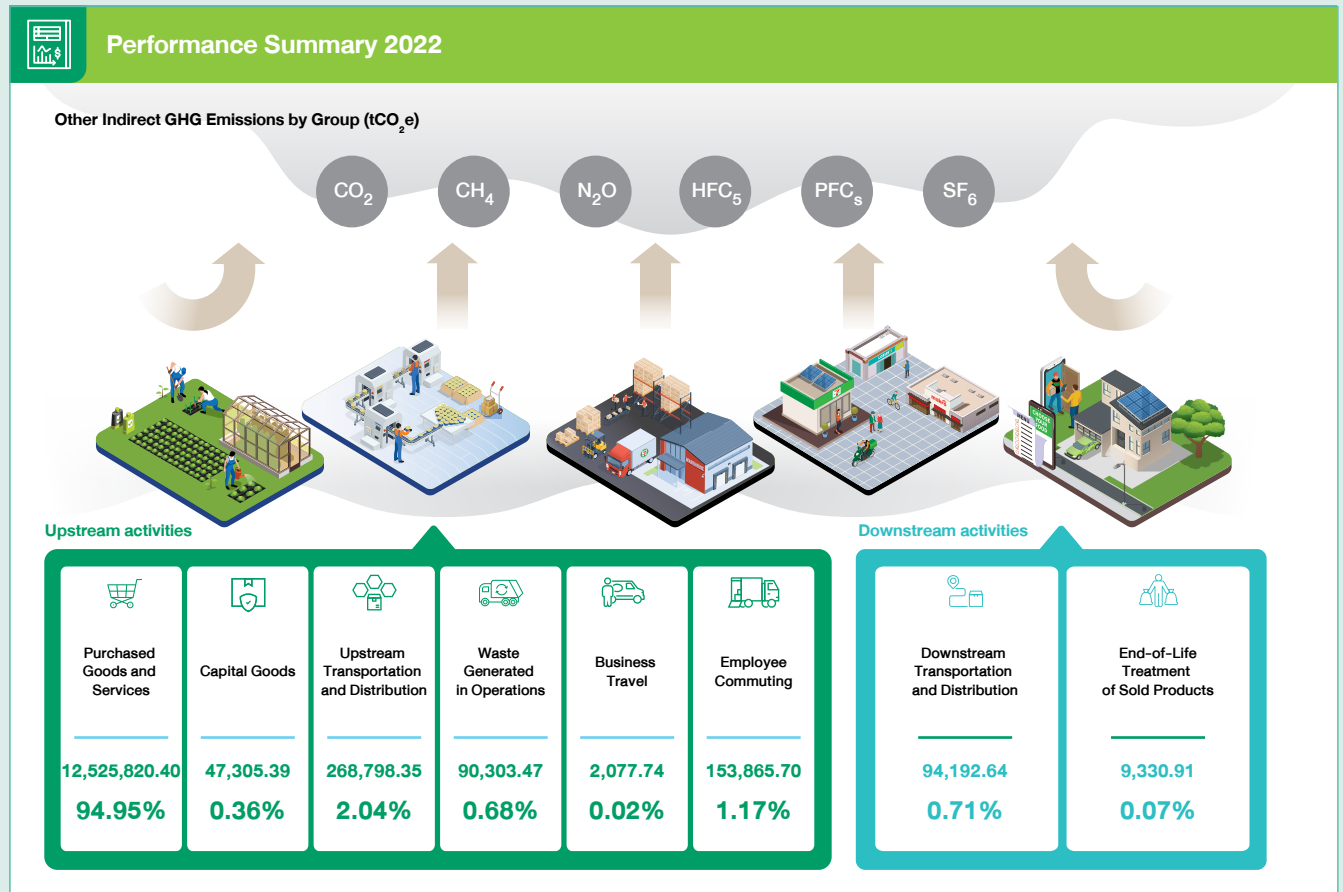 Performance Summary 2022
Other Indirect GHG Emissions by Group (tCO₂e)
CO₂
CH₄
N₂O
HFC₅
PFCₛ
SF₆
CHOOSE
YOUR
FOOD
Upstream activities
Purchased
Goods and
Services
12,525,820.40
94.95%
Capital Goods
47,305.39
0.36%
Upstream
Transportation
and Distribution
268,798.35
2.04%
Waste
Generated
in Operations
90,303.47
0.68%
Business
Travel
2,077.74
0.02%
Employee
Commuting
153,865.70
1.17%
Downstream activities
Downstream
Transportation
and Distribution
94,192.64
0.71%
End-of-Life
Treatment
of Sold Products
9,330.91
0.07%